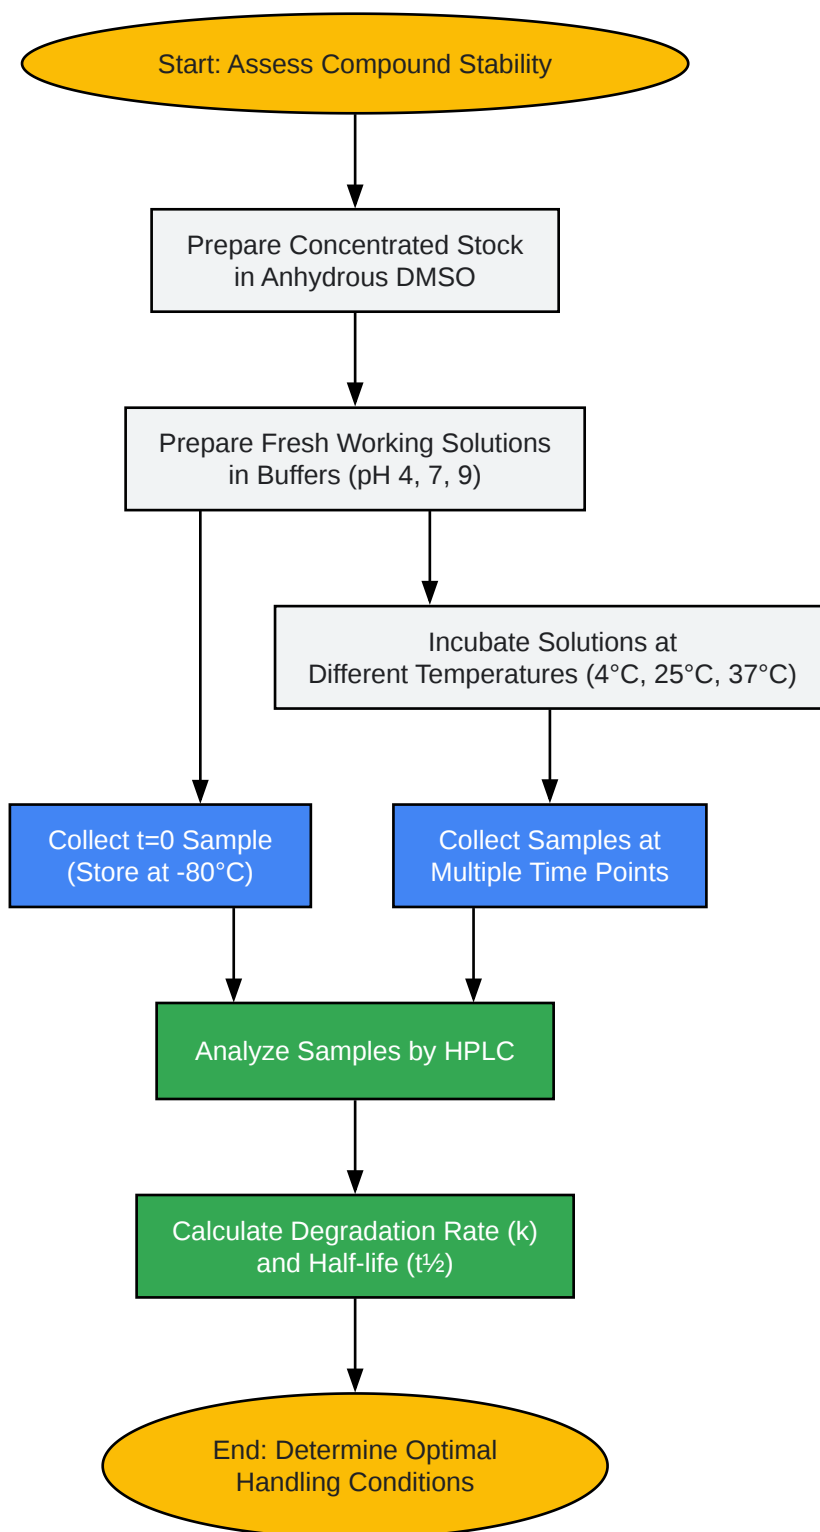 Start: Assess Compound Stability
Prepare Concentrated Stock
in Anhydrous DMSO
Prepare Fresh Working Solutions
in Buffers (pH 4, 7, 9)
Incubate Solutions at
Different Temperatures (4°C, 25°C, 37°C)
Collect t=0 Sample
(Store at -80°C)
Collect Samples at
Multiple Time Points
Analyze Samples by HPLC
Calculate Degradation Rate (k)
and Half-life (t½)
End: Determine Optimal
Handling Conditions